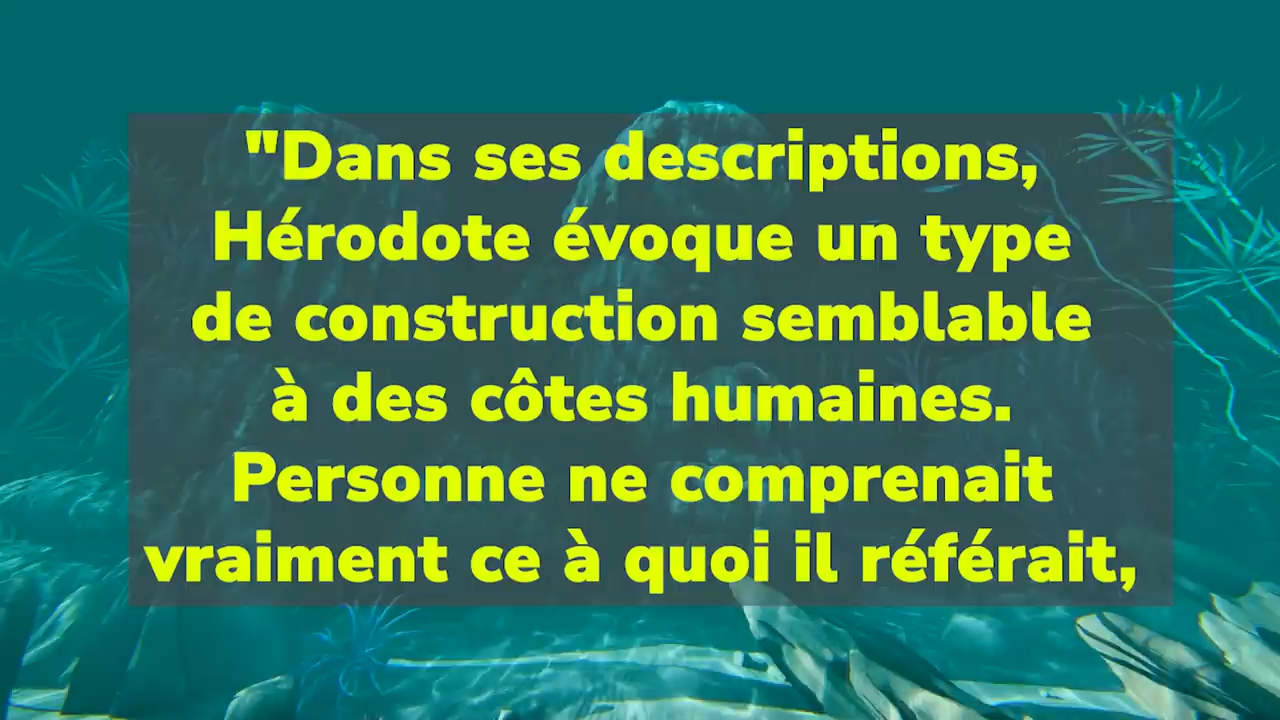 "Dans ses descriptions,
Hérodote évoque un type
de construction semblable
à des côtes humaines.
Personne ne comprenait
vraiment ce à quoi il référait,